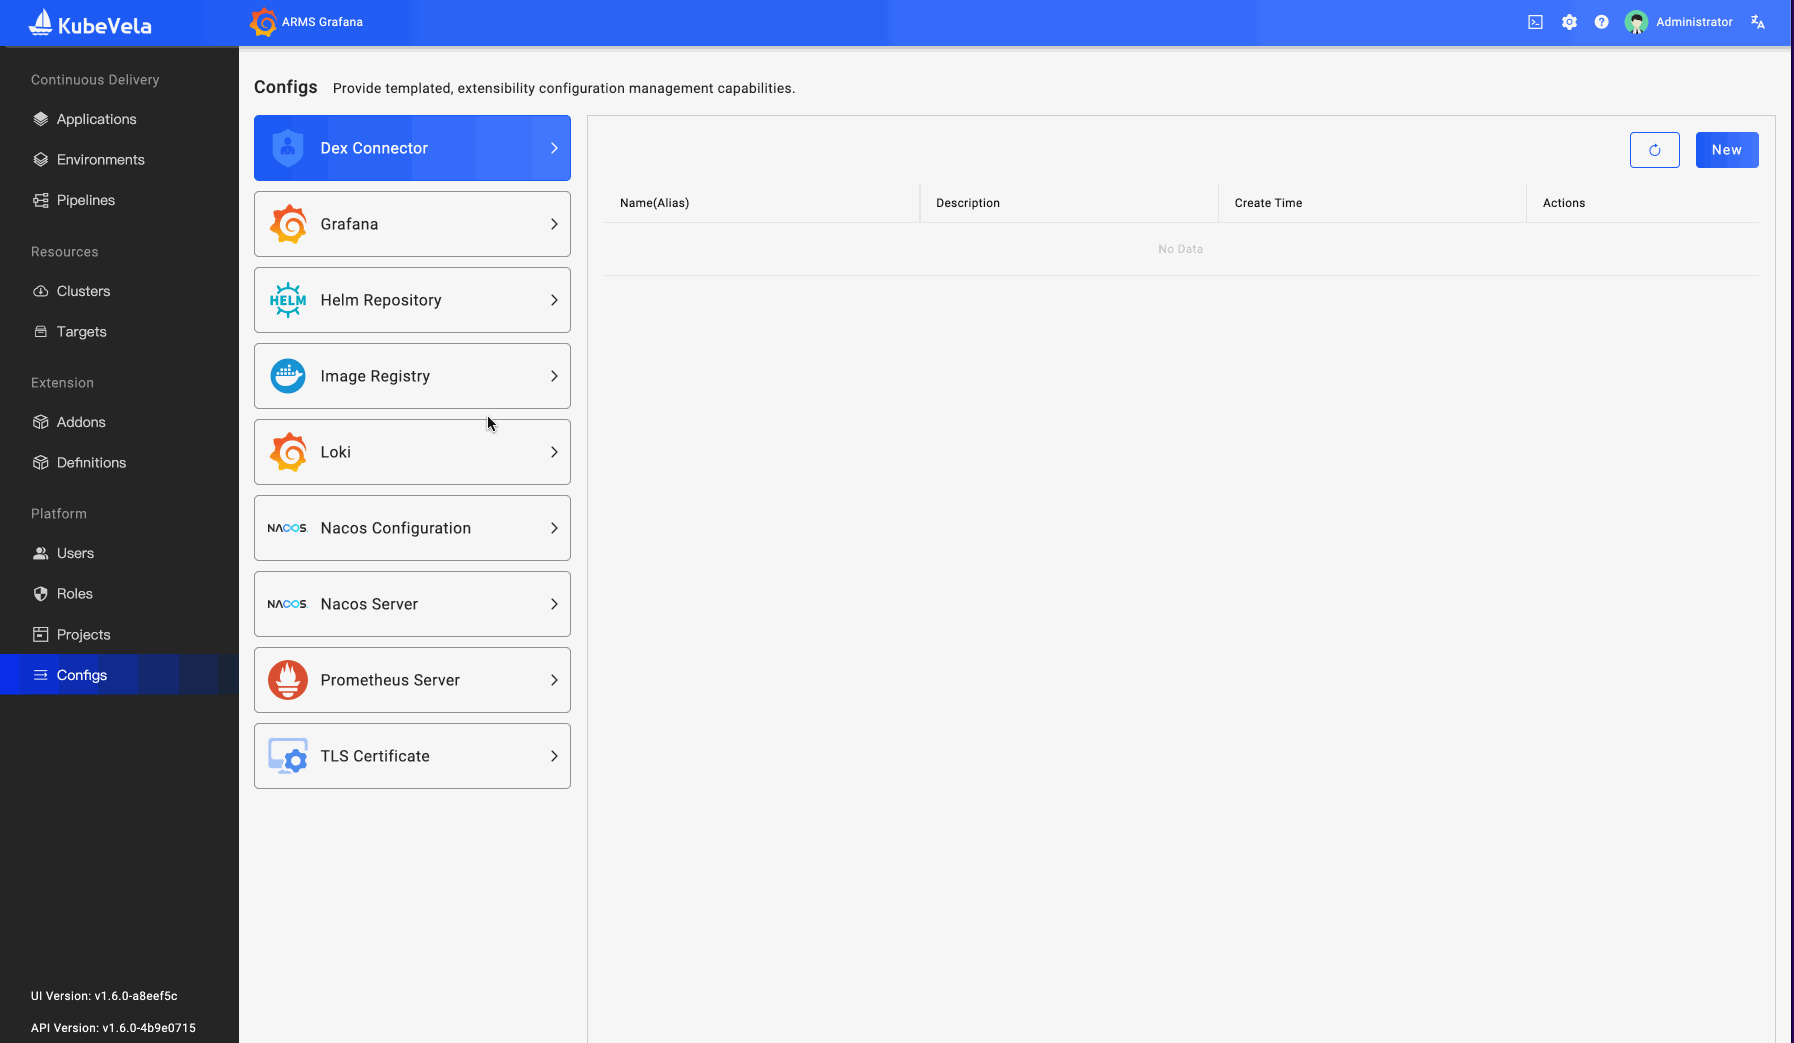 KubeVela
ARMS Grafana
Administrator
Continuous Delivery
Applications
Environments
Pipelines
Resources
Clusters
Targets
Extension
Addons
Definitions
Platform
Users
Roles
Projects
Configs
UI Version: v1.6.0-a8eef5c
API Version: v1.6.0-4b9e0715
Configs Provide templated, extensibility configuration management capabilities.
Dex Connector
Grafana
HELM Helm Repository
Image Registry
Loki
NACOS. Nacos Configuration
NACOS. Nacos Server
Prometheus Server
TLS Certificate
New
Name(Alias) Description Create Time Actions
No Data